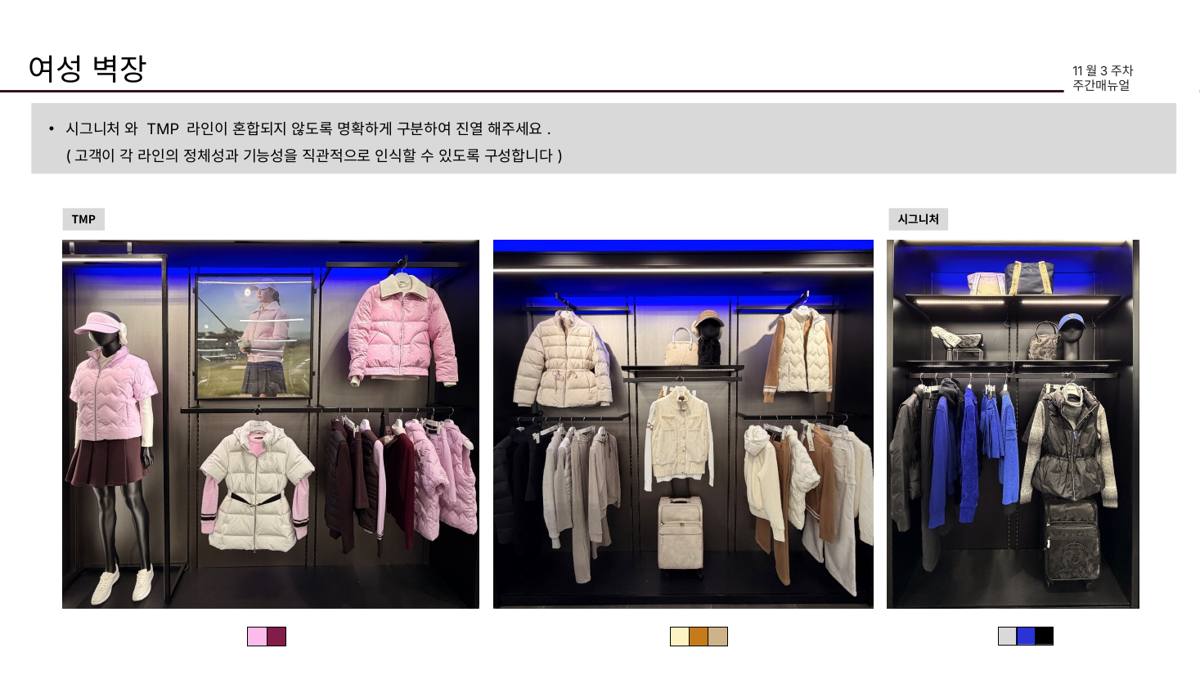 여성 벽장
11 월 3 주차
주간매뉴얼
• 시그니처 와 TMP 라인이 혼합되지 않도록 명확하게 구분하여 진열 해주세요 .
( 고객이 각 라인의 정체성과 기능성을 직관적으로 인식할 수 있도록 구성합니다 )
TMP
시그니처